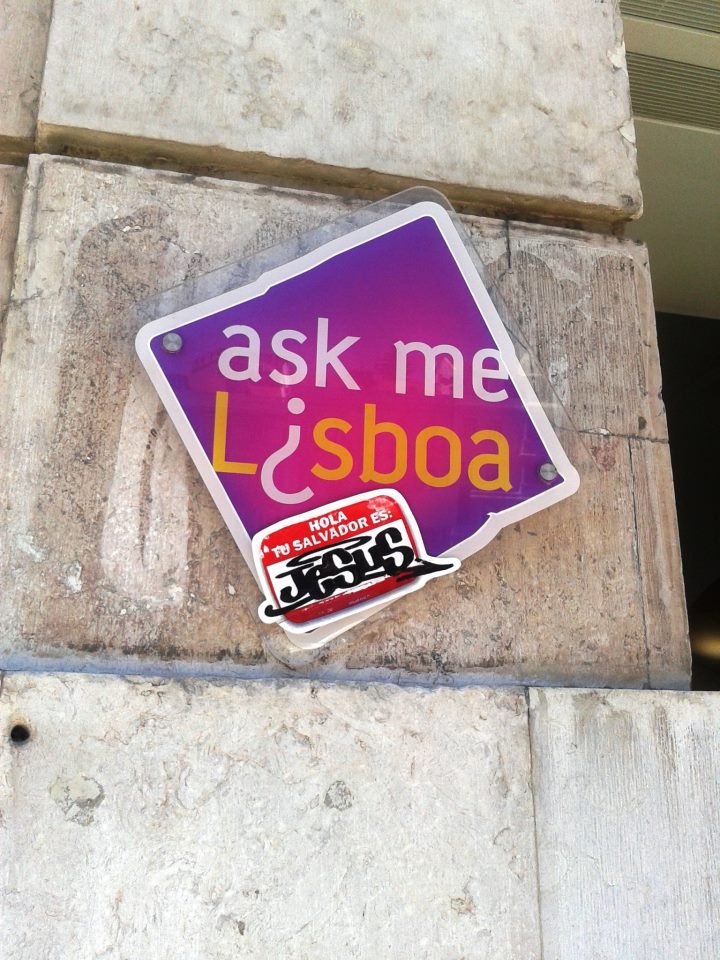 ask me
L¿sboa
HOLA
TU SALVADOR ES:
JESUS